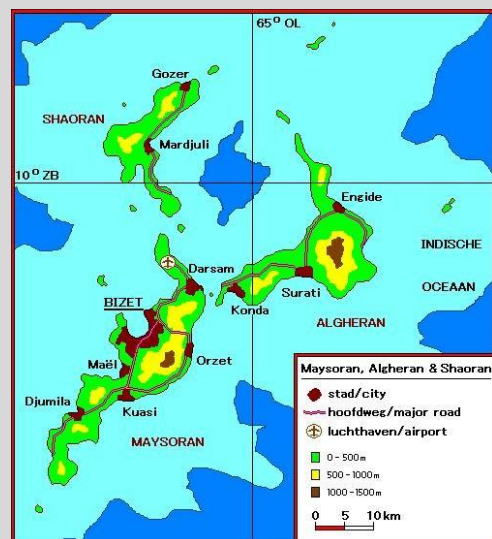 65° OL
Gozer
SHAORAN
Mardjuli
10° ZB
Engide
INDISCHE
OCEAAN
Darsam
Surati
Konda
ALGHERAN
BIZET
Orzet
Maël
Djumila
Kuasi
MAYSORAN
Maysoran, Algheran & Shaoran
stad/city
hoofdweg/major road
luchthaven/airport
0 - 500m
500 - 1000m
1000 - 1500m
0 5 10 km